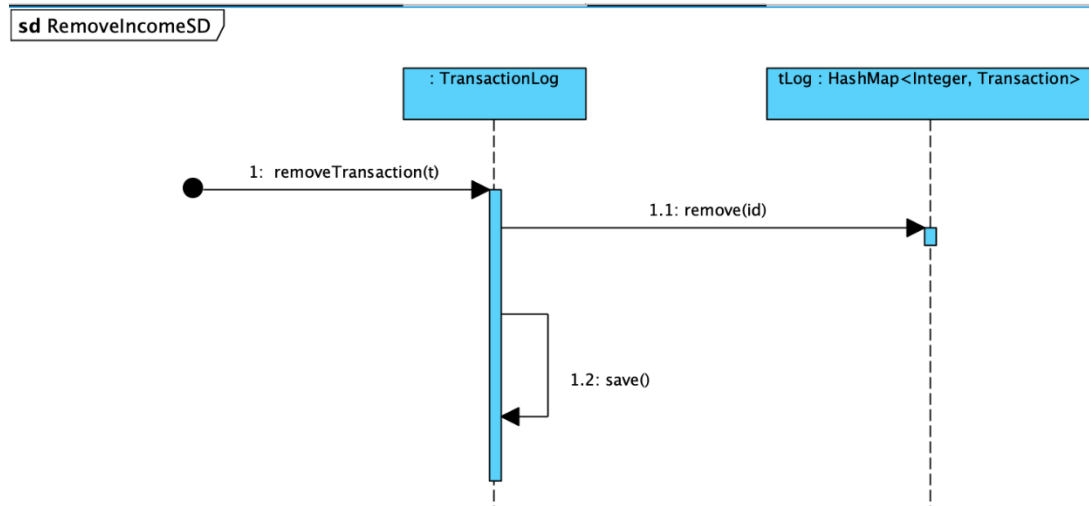 sd RemoveIncomeSD
: TransactionLog
tLog : HashMap<Integer, Transaction>
1: removeTransaction(t)
1.1: remove(id)
1.2: save()